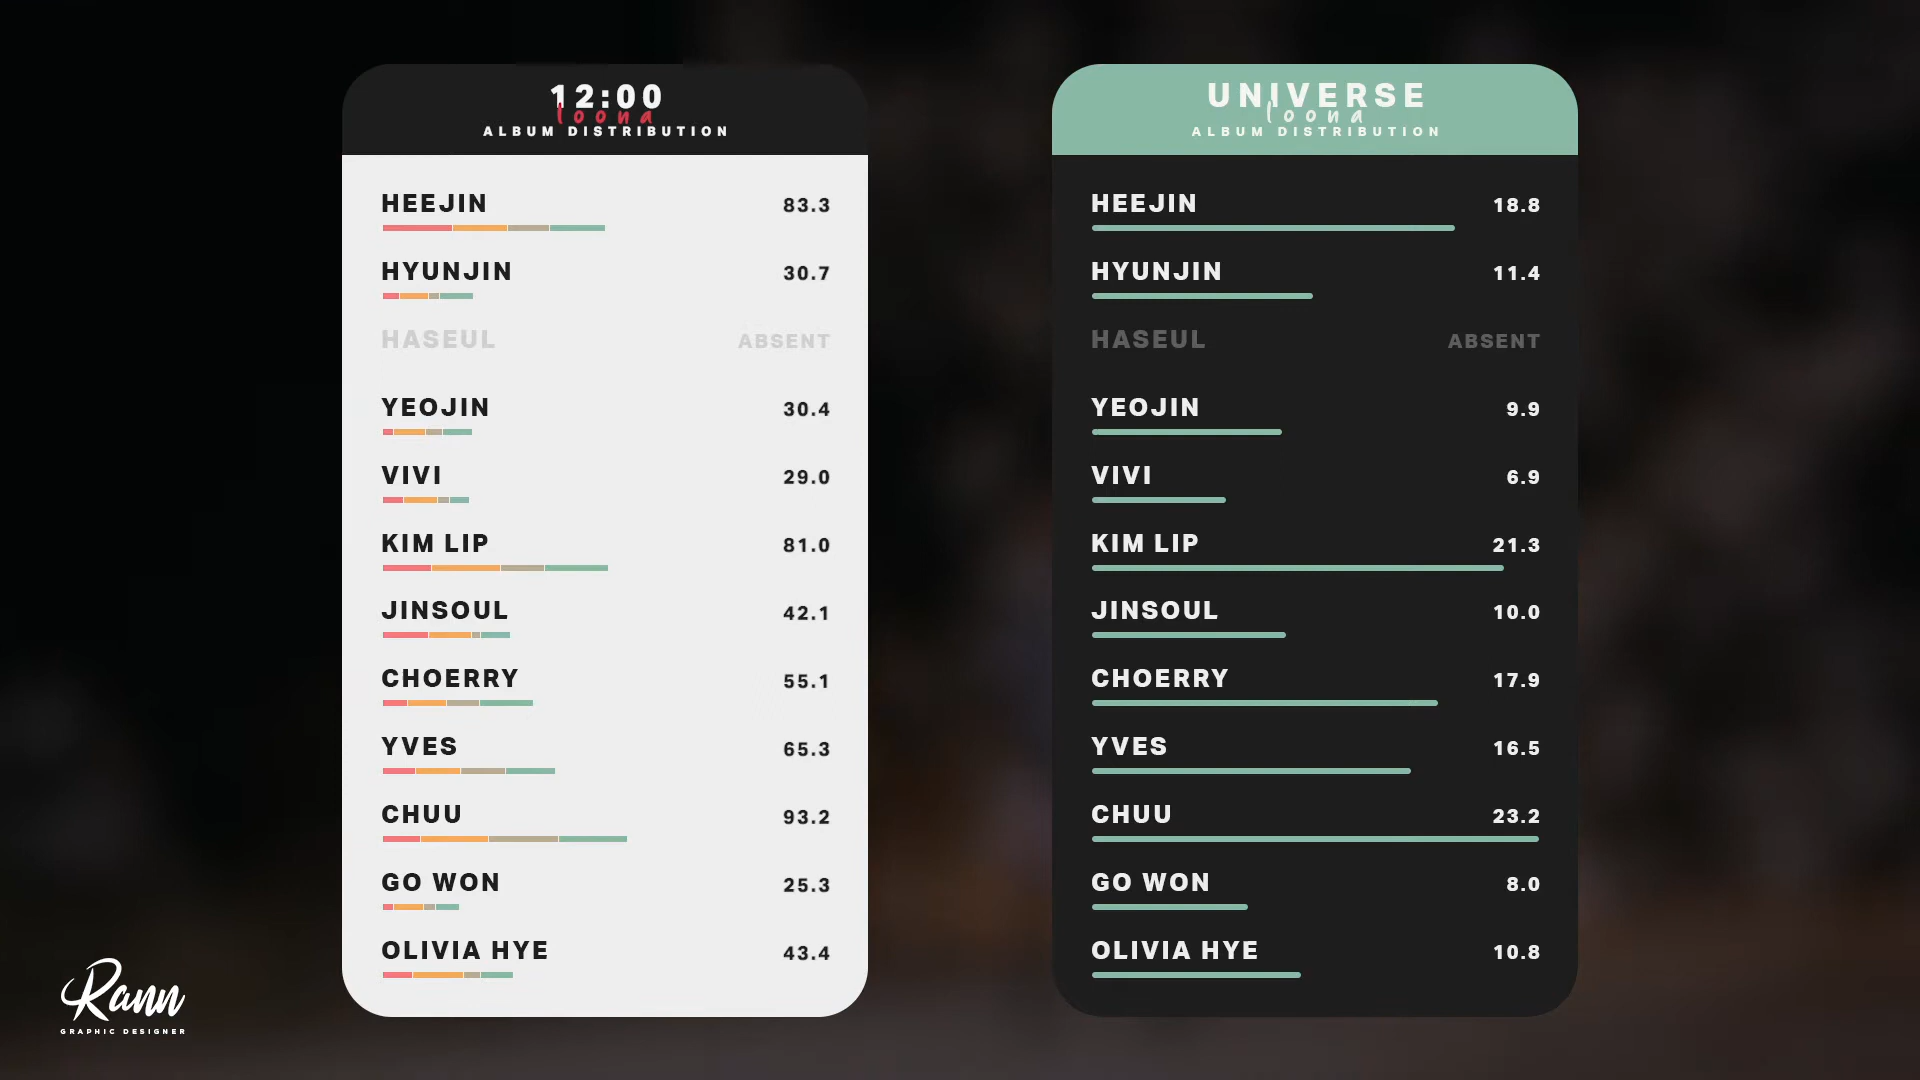 12:00
loona
ALBUM DISTRIBUTION
HEEJIN 83.3
HYUNJIN 30.7
HASEUL ABSENT
YEOJIN 30.4
VIVI 29.0
KIM LIP 81.0
JINSOUL 42.1
CHOERRY 55.1
YVES 65.3
CHUU 93.2
GO WON 25.3
OLIVIA HYE 43.4
UNIVERSE
loona
ALBUM DISTRIBUTION
HEEJIN 18.8
HYUNJIN 11.4
HASEUL ABSENT
YEOJIN 9.9
VIVI 6.9
KIM LIP 21.3
JINSOUL 10.0
CHOERRY 17.9
YVES 16.5
CHUU 23.2
GO WON 8.0
OLIVIA HYE 10.8
Rann
GRAPHIC DESIGNER